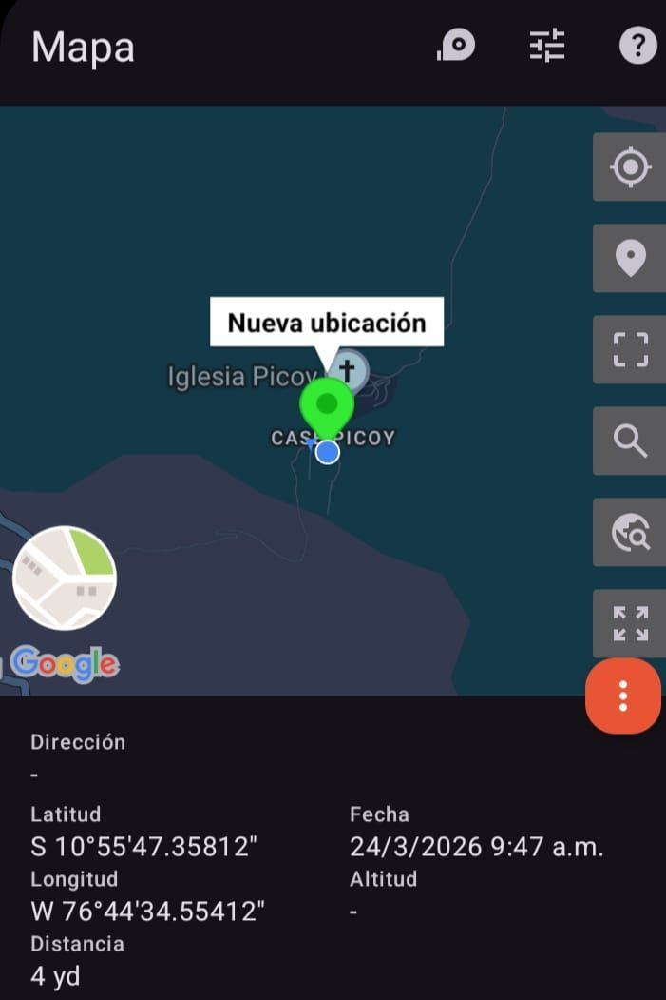 Mapa
Nueva ubicación
Iglesia Picoy
CAS PICOY
Google
Dirección
-
Latitud
S 10°55'47.35812"
Fecha
24/3/2026 9:47 a.m.
Longitud
W 76°44'34.55412"
Altitud
-
Distancia
4 yd